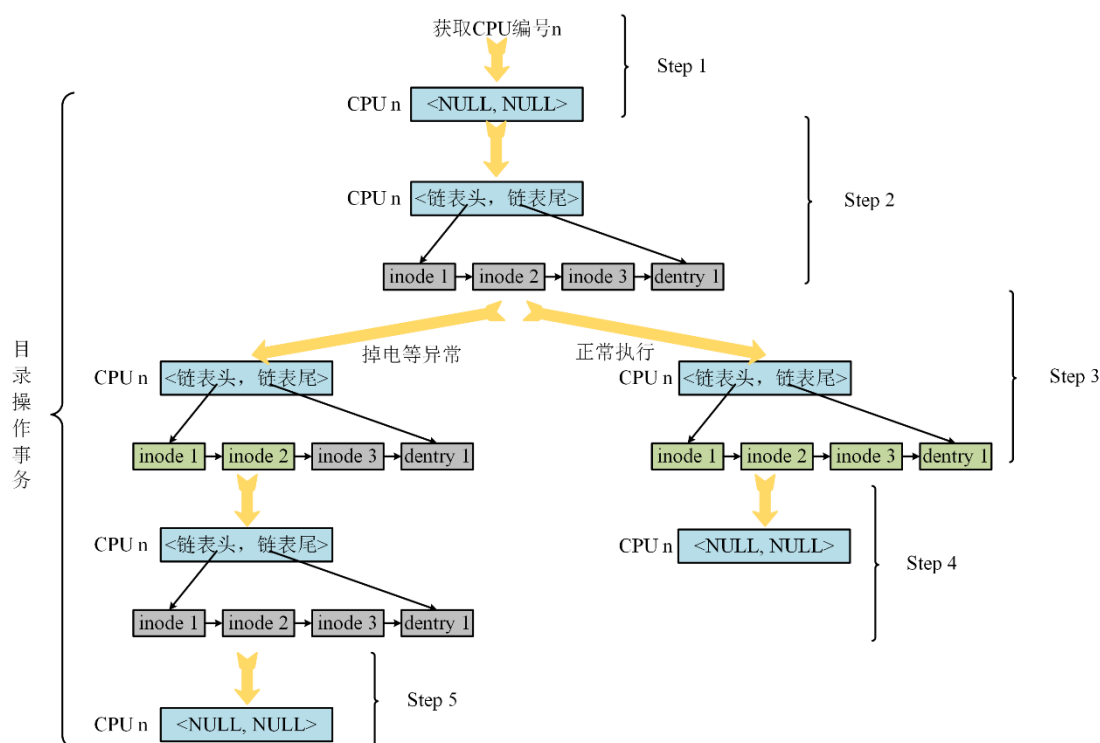 获取CPU编号n
Step 1
CPU n <NULL, NULL>
CPU n <链表头，链表尾>
Step 2
inode 1 inode 2 inode 3 dentry 1
掉电等异常
正常执行
目录操作事务
CPU n <链表头，链表尾>
CPU n <链表头，链表尾>
Step 3
inode 1 inode 2 inode 3 dentry 1
inode 1 inode 2 inode 3 dentry 1
CPU n <链表头，链表尾>
CPU n <NULL, NULL>
Step 4
inode 1 inode 2 inode 3 dentry 1
Step 5
CPU n <NULL, NULL>